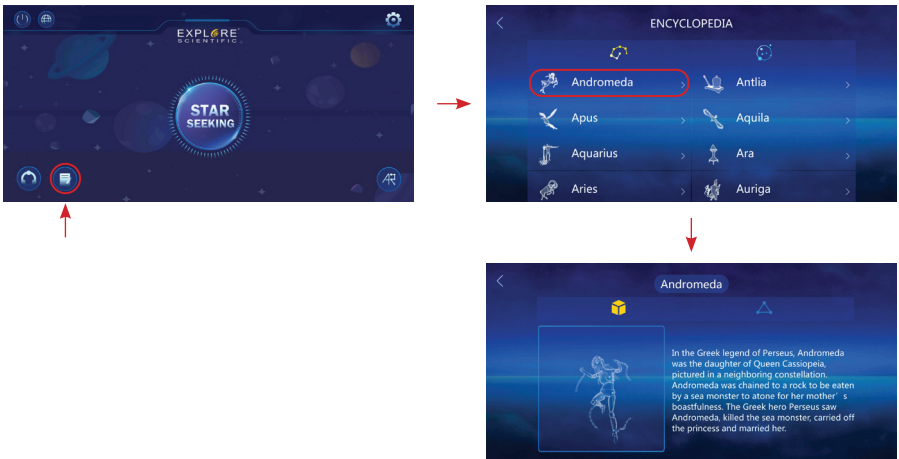 EXPLORE
SCIENTIFIC
STAR
SEEKING
AR
ENCYCLOPEDIA
Andromeda
Antlia
Apus
Aquila
Aquarius
Ara
Aries
Auriga
Andromeda
In the Greek legend of Perseus, Andromeda
was the daughter of Queen Cassiopeia,
pictured in a neighboring constellation.
Andromeda was chained to a rock to be eaten
by a sea monster to atone for her mother’s
boastfulness. The Greek hero Perseus saw
Andromeda, killed the sea monster, carried off
the princess and married her.